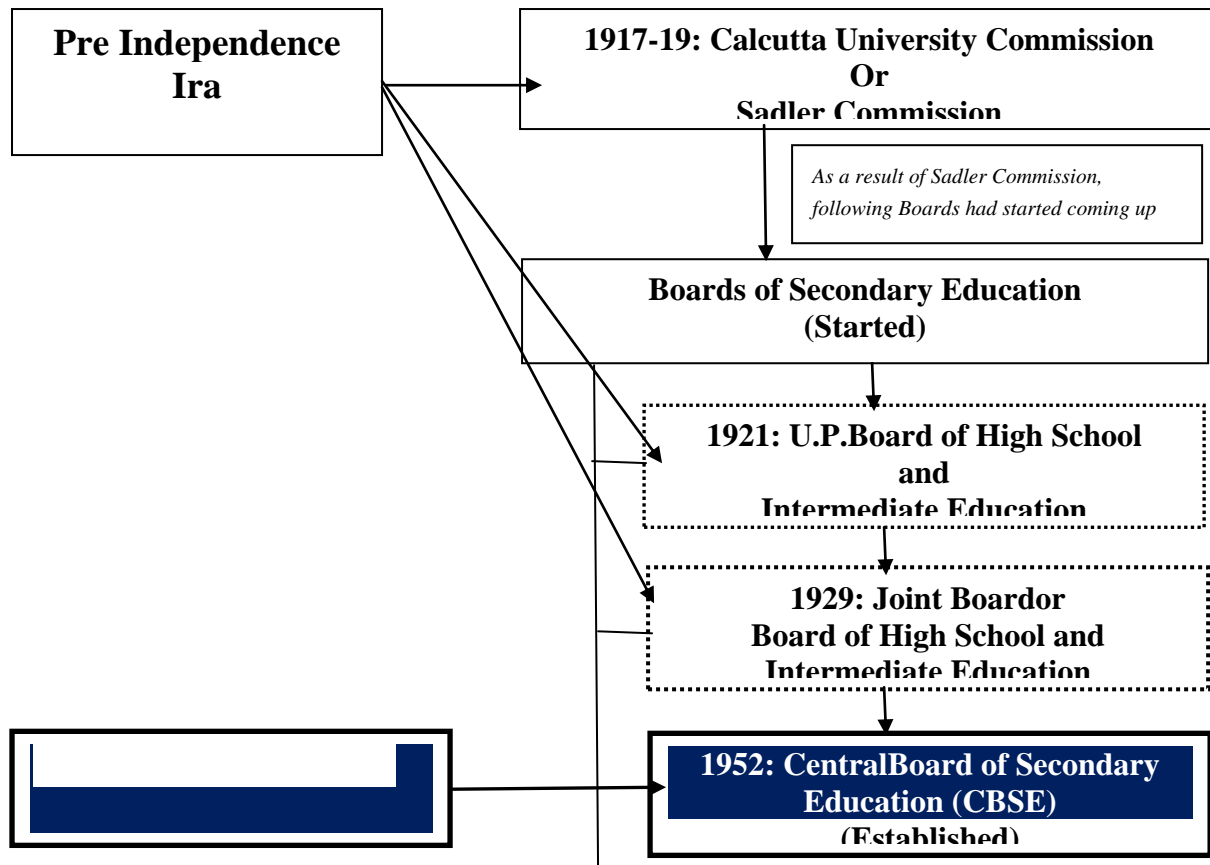 Pre Independence
Ira
1917-19: Calcutta University Commission
Or
Sadler Commission
As a result of Sadler Commission,
following Boards had started coming up
Boards of Secondary Education
(Started)
1921: U.P.Board of High School
and
Intermediate Education
1929: Joint Boardor
Board of High School and
Intermediate Education
1952: CentralBoard of Secondary
Education (CBSE)
(Established)